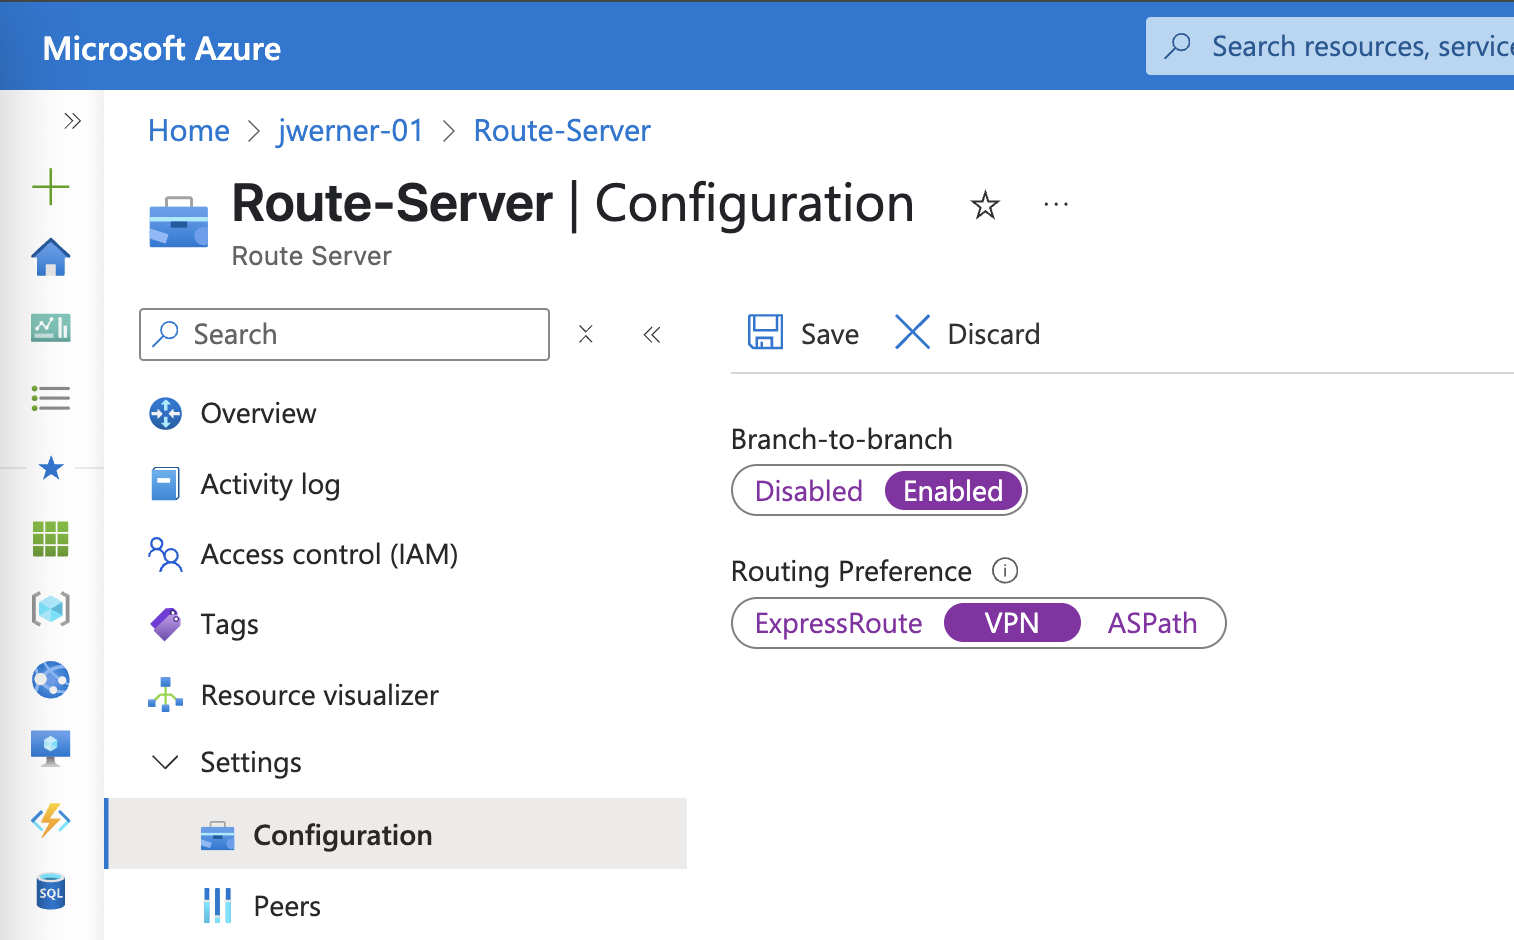 Microsoft Azure
Search resources, service
Home > jwerner-01 > Route-Server
Route-Server | Configuration
Route Server
Search
Save
Discard
Overview
Activity log
Access control (IAM)
Tags
Resource visualizer
Settings
Configuration
Peers
Branch-to-branch
Disabled Enabled
Routing Preference
ExpressRoute VPN ASPath
SQL